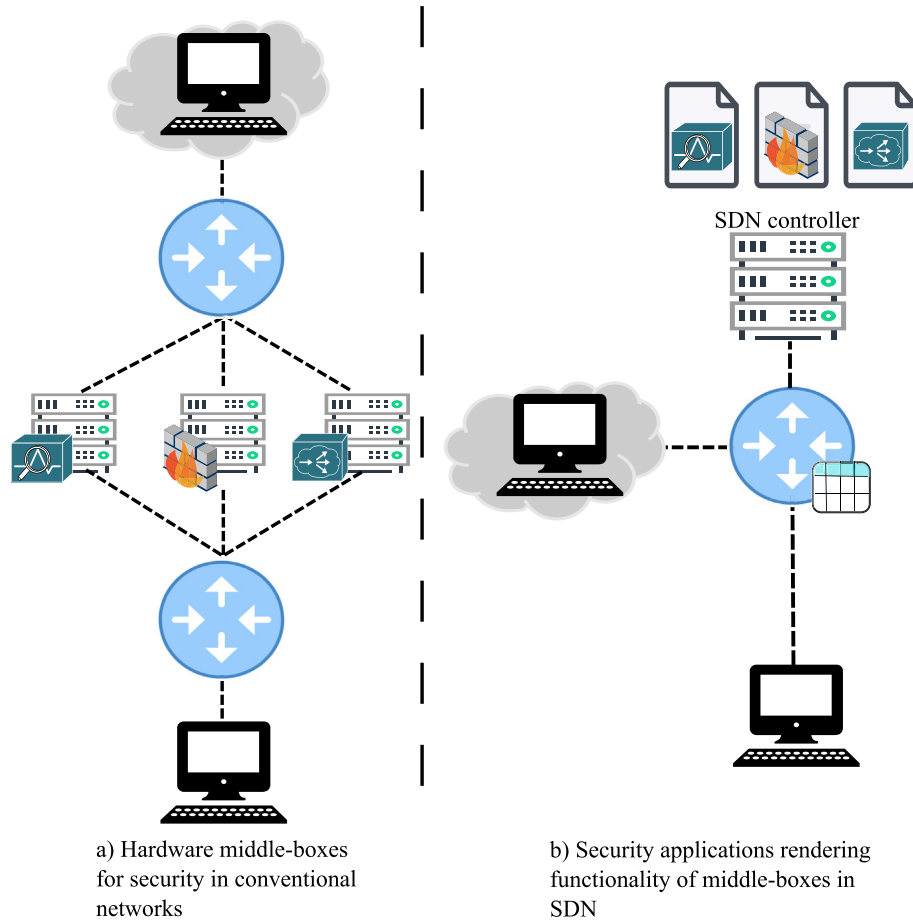 SDN controller
a) Hardware middle-boxes
for security in conventional
networks
b) Security applications rendering
functionality of middle-boxes in
SDN